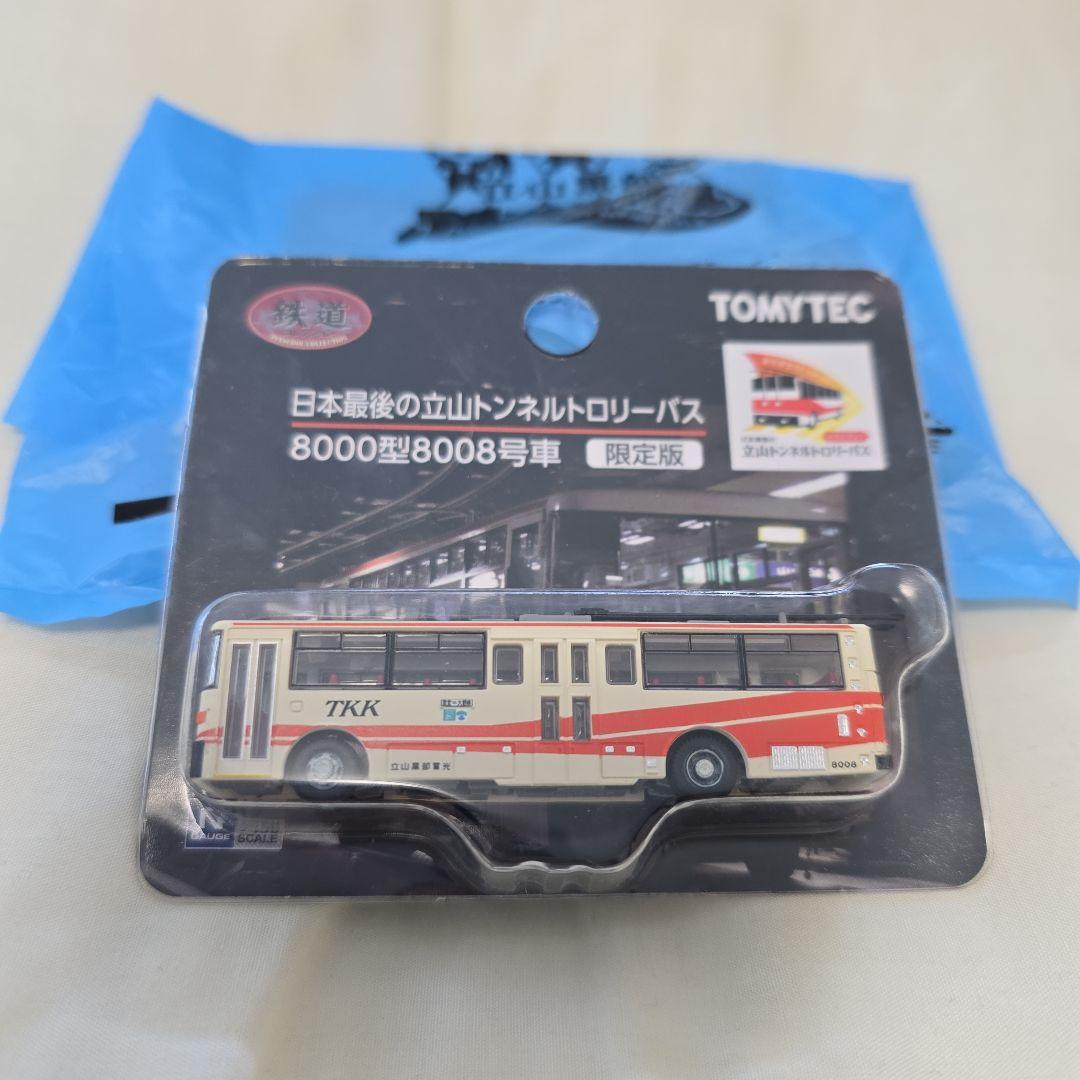 鉄道
TOMYTEC
日本最後の立山トンネルトロリーバス
8000型8008号車 限定版
立山トンネルトロリーバス
TKK
立山黒部貫光
8008
N
GAUGE
SCALE